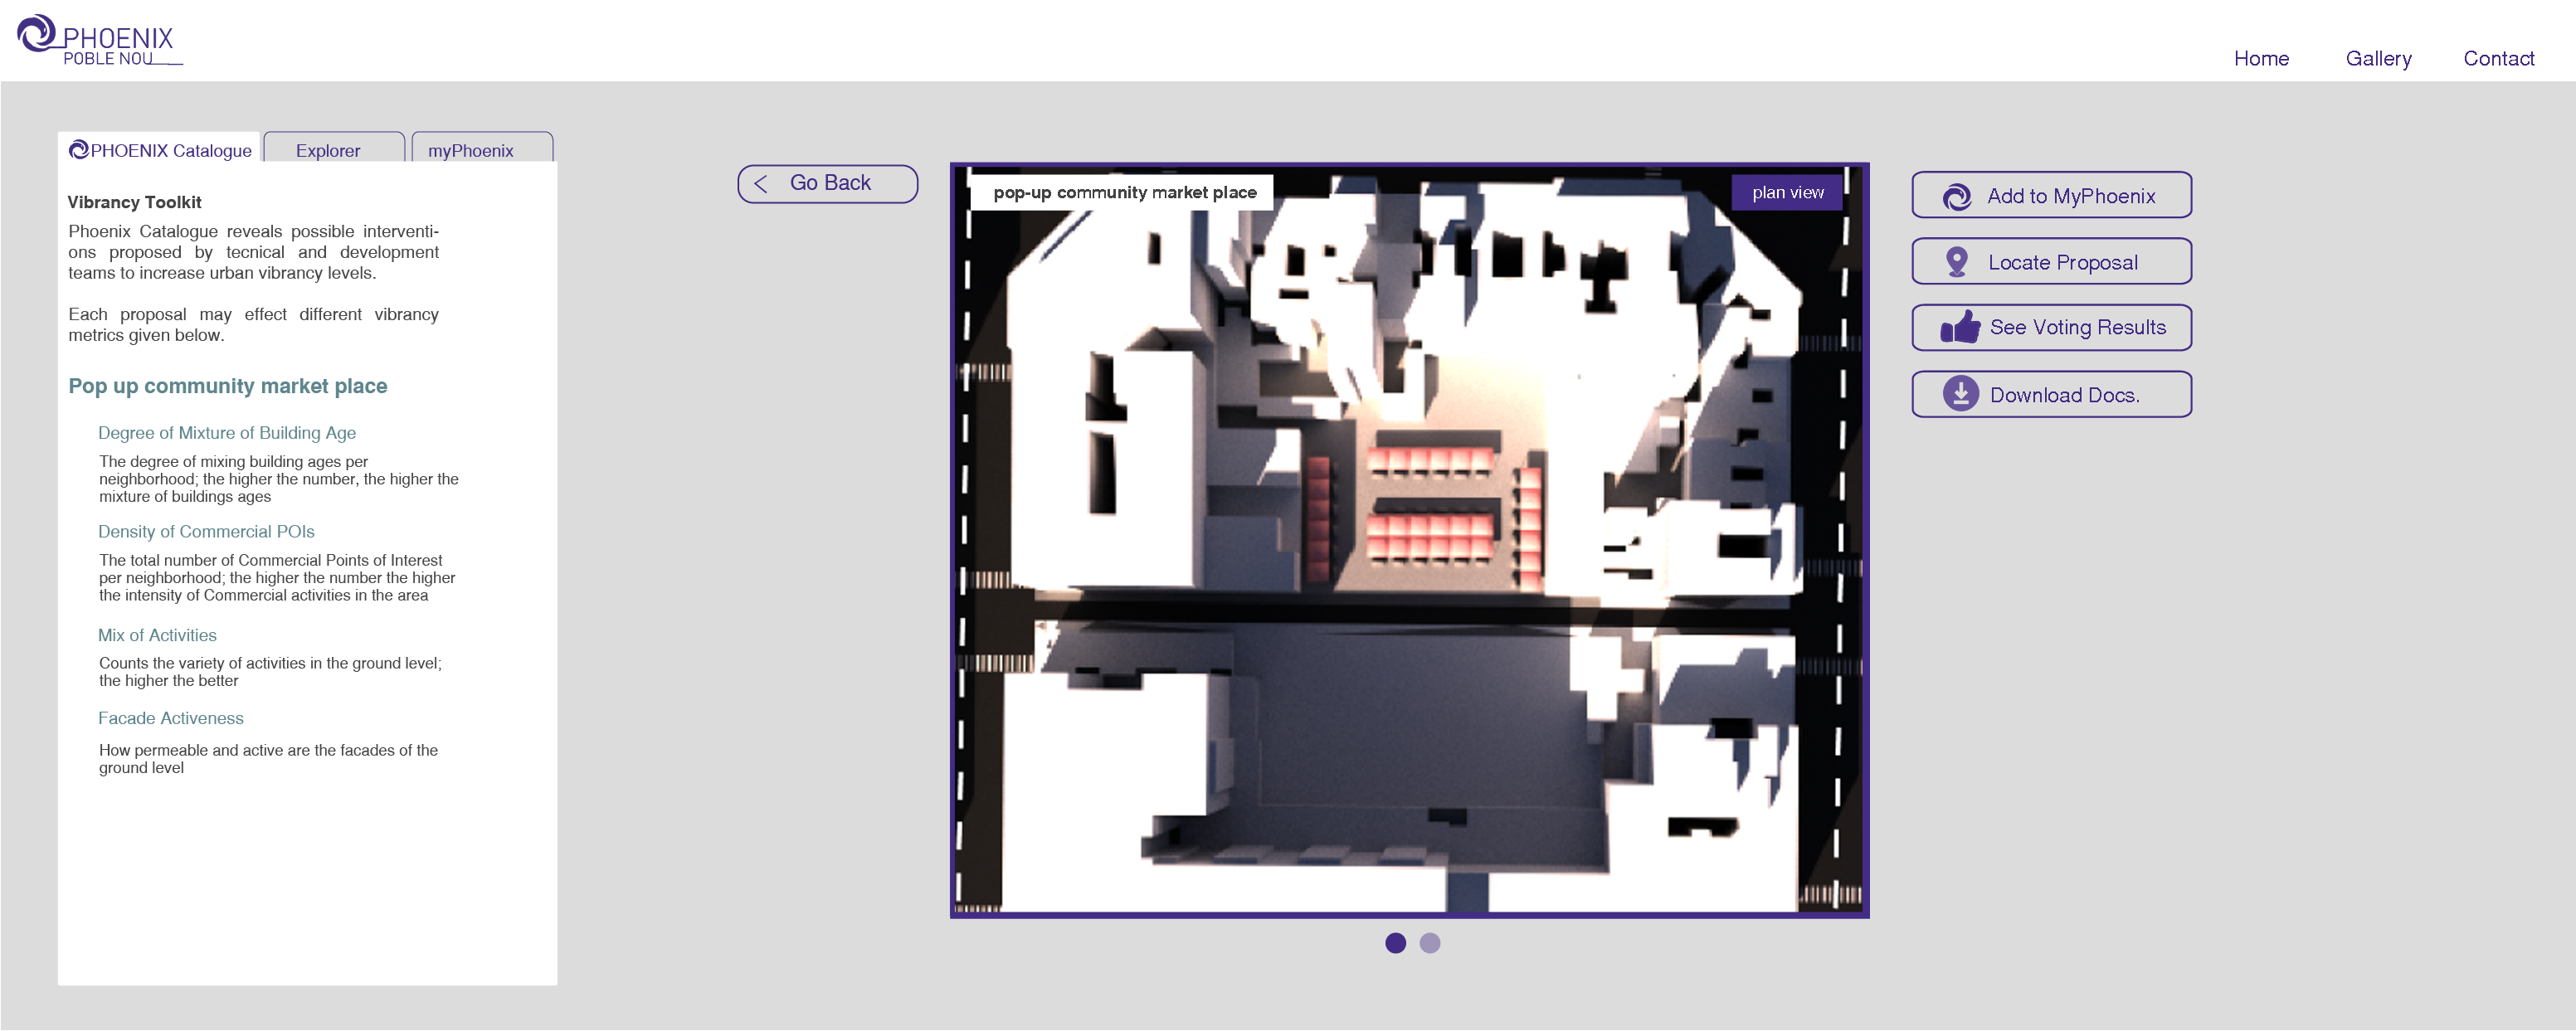 PHOENIX
POBLE NOU
Home
Gallery
Contact
PHOENIX Catalogue
Explorer
myPhoenix
Vibrancy Toolkit
Phoenix Catalogue reveals possible interventi-
ons proposed by tecnical and development
teams to increase urban vibrancy levels.
Each proposal may effect different vibrancy
metrics given below.
Pop up community market place
Degree of Mixture of Building Age
The degree of mixing building ages per
neighborhood; the higher the number, the higher the
mixture of buildings ages
Density of Commercial POIs
The total number of Commercial Points of Interest
per neighborhood; the higher the number the higher
the intensity of Commercial activities in the area
Mix of Activities
Counts the variety of activities in the ground level;
the higher the better
Facade Activeness
How permeable and active are the facades of the
ground level
< Go Back
pop-up community market place
plan view
Add to MyPhoenix
Locate Proposal
See Voting Results
Download Docs.